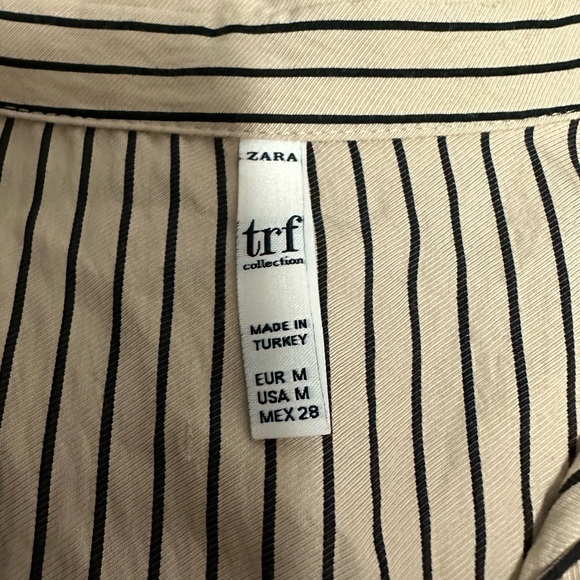 ZARA
trf
collection
MADE IN
TURKEY
EUR M
USA M
MEX 28